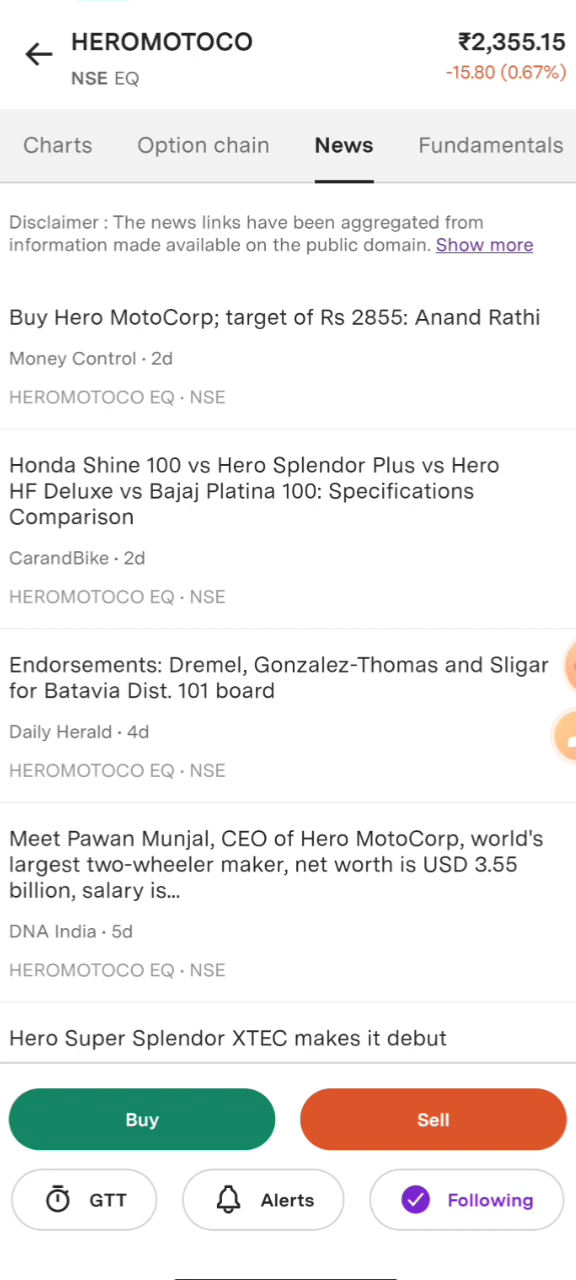 HEROMOTOCO
₹2,355.15
NSE EQ
-15.80 (0.67%)
Charts
Option chain
News
Fundamentals
Disclaimer : The news links have been aggregated from
information made available on the public domain. Show more
Buy Hero MotoCorp; target of Rs 2855: Anand Rathi
Money Control · 2d
HEROMOTOCO EQ · NSE
Honda Shine 100 vs Hero Splendor Plus vs Hero
HF Deluxe vs Bajaj Platina 100: Specifications
Comparison
CarandBike · 2d
HEROMOTOCO EQ · NSE
Endorsements: Dremel, Gonzalez-Thomas and Sligar
for Batavia Dist. 101 board
Daily Herald · 4d
HEROMOTOCO EQ · NSE
Meet Pawan Munjal, CEO of Hero MotoCorp, world's
largest two-wheeler maker, net worth is USD 3.55
billion, salary is...
DNA India · 5d
HEROMOTOCO EQ · NSE
Hero Super Splendor XTEC makes it debut
Buy
Sell
GTT
Alerts
Following